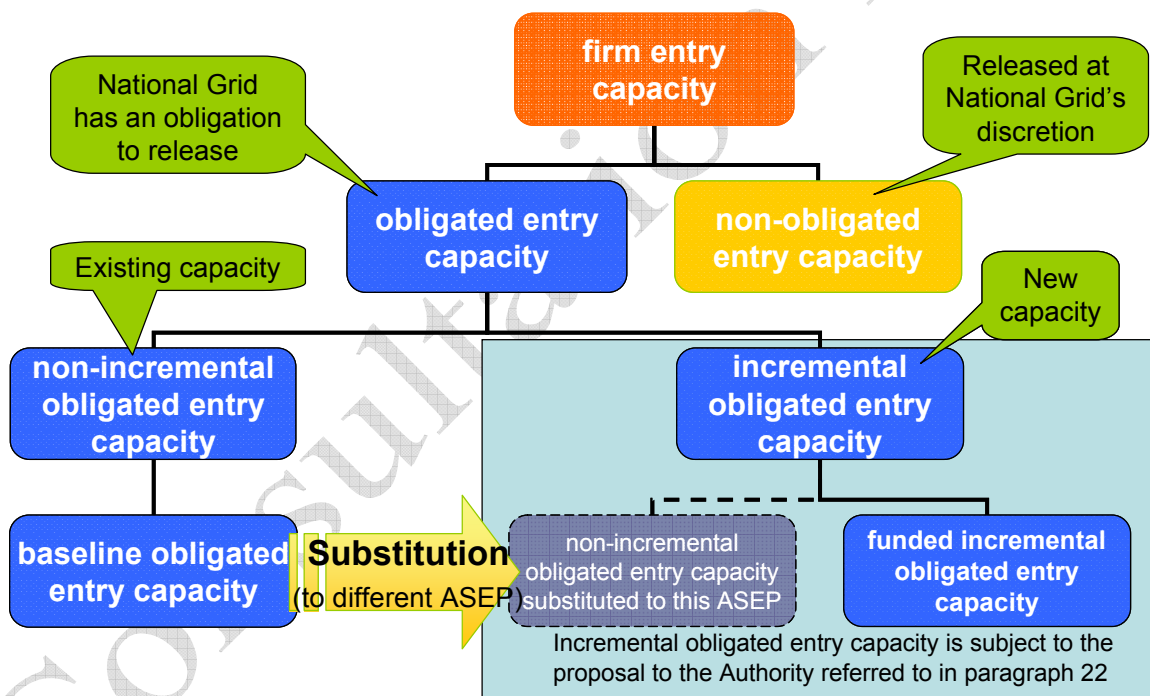 firm entry
capacity
National Grid
has an obligation
to release
Released at
National Grid's
discretion
obligated entry
capacity
non-obligated
entry capacity
Existing capacity
New
capacity
non-incremental
obligated entry
capacity
incremental
obligated entry
capacity
baseline obligated
entry capacity
Substitution
(to different ASEP)
non-incremental
obligated entry capacity
substituted to this ASEP
funded incremental
obligated entry
capacity
Incremental obligated entry capacity is subject to the
proposal to the Authority referred to in paragraph 22
Consultation